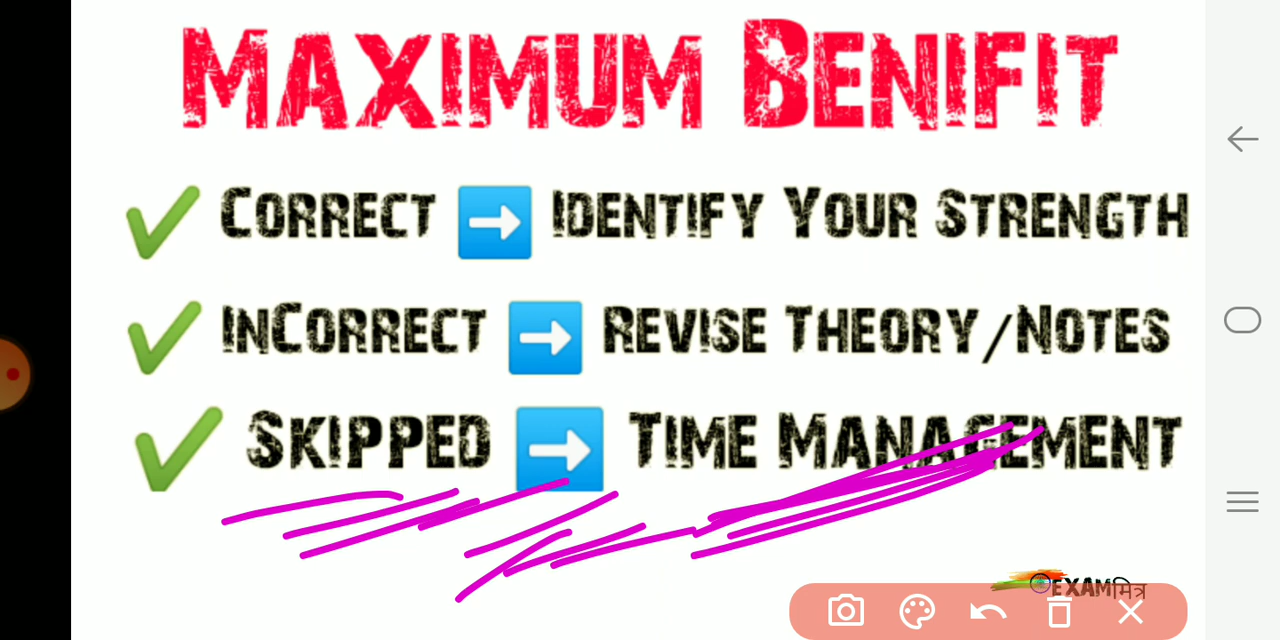 MAXIMUM BENIFIT
✔ CORRECT ➡ IDENTIFY YOUR STRENGTH
✔ INCORRECT ➡ REVISE THEORY/NOTES
✔ SKIPPED ➡ TIME MANAGEMENT
EXAMमित्र